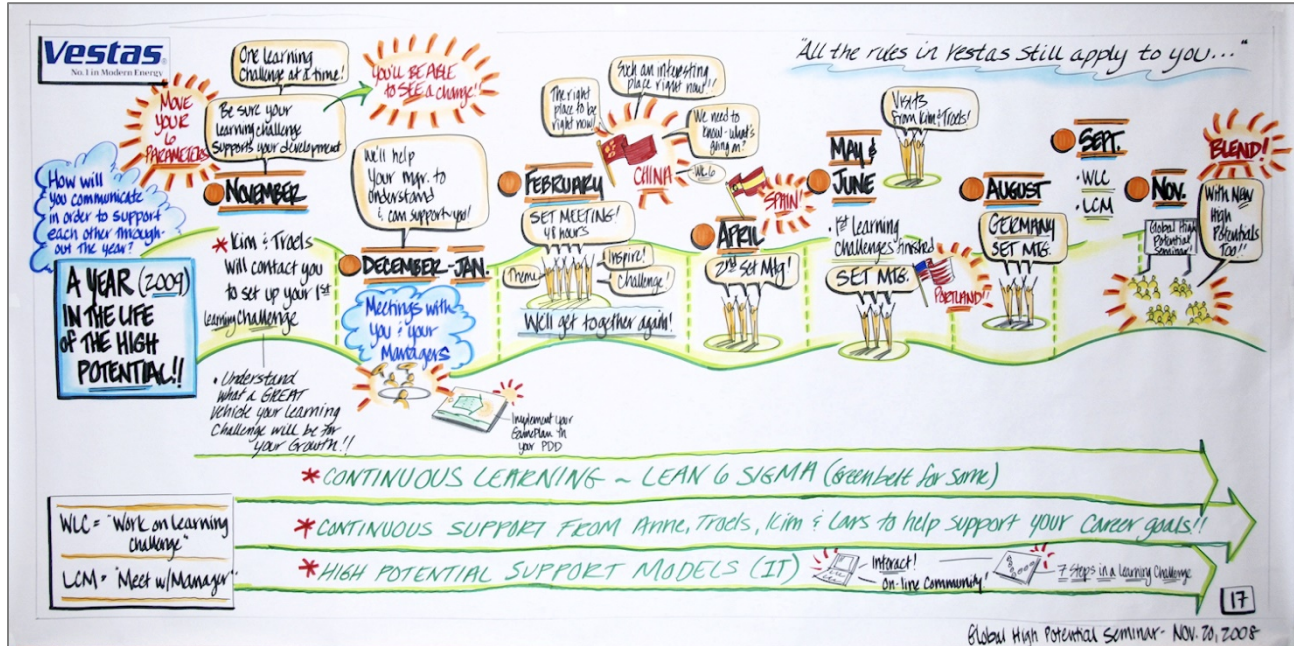 Vestas
No. 1 in Modern Energy
"All the rules in Vestas still apply to you..."
One learning
challenge at a time!
Be sure your
learning challenge
supports your development
You'll be ABLE
to SEE a change!!
MOVE
YOUR
6
PARAMETERS
How will
you communicate
in order to support
each other through-
out the year?
A YEAR (2009)
IN THE LIFE
OF THE HIGH
POTENTIAL!!
NOVEMBER
* Kim & Troels
will contact you
to set up your 1st
learning Challenge
• Understand
what a GREAT
vehicle your learning
Challenge will be for
your Growth!!
We'll help
your mgr. to
understand
& can support you!
DECEMBER-JAN.
Meetings with
you & your
Managers
Implement your
GamePlan in
your PDD
FEBRUARY
SET MEETING!
48 hours
Theme
Inspire!
Challenge!
We'll get together again!
The right
place to be
right now!
Such an interesting
place right now!!
We need to
know - what's
going on?
CHINA
SPAIN!
APRIL
2nd Set Mtg!
MAY &
JUNE
• 1st learning
challenges finished
SET MTG.
PORTLAND!!
Visits
from Kim & Troels!
AUGUST
GERMANY
SET MTG.
SEPT.
• WLC
• LCM
NOV.
Global High
Potential
Seminar!
BLEND!
With NEW
High
Potentials
Too!!
* CONTINUOUS LEARNING ~ LEAN 6 SIGMA (Greenbelt for some)
* CONTINUOUS SUPPORT FROM Anne, Troels, Kim & Lars to help support your Career goals!!
* HIGH POTENTIAL SUPPORT MODELS (IT)
Interact!
On-line Community!
7 Steps in a Learning Challenge
WLC = "Work on Learning
Challenge"
LCM = "Meet w/Manager"
17
Global High Potential Seminar - NOV. 20, 2008